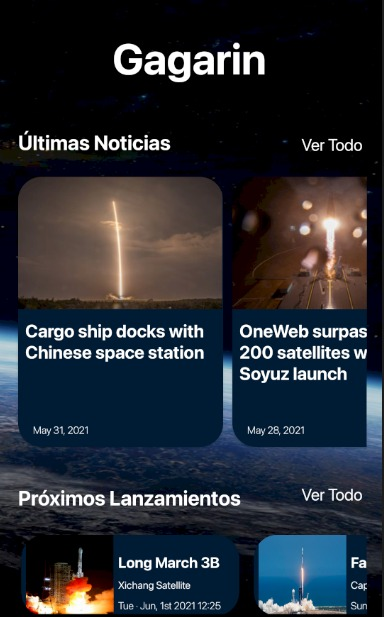 Gagarin
Últimas Noticias
Ver Todo
Cargo ship docks with
Chinese space station
May 31, 2021
OneWeb surpas
200 satellites w
Soyuz launch
May 28, 2021
Próximos Lanzamientos
Ver Todo
Long March 3B
Xichang Satellite
Tue · Jun, 1st 2021 12:25
Fa
Cap
Sun